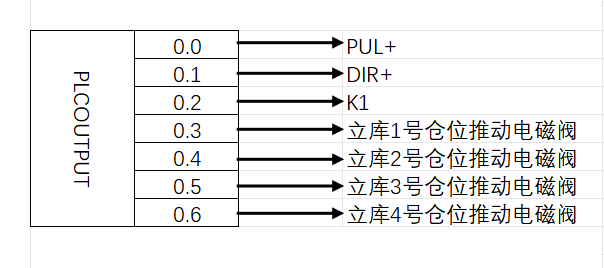 PLCOUTPUT
0.0 PUL+
0.1 DIR+
0.2 K1
0.3 立库1号仓位推动电磁阀
0.4 立库2号仓位推动电磁阀
0.5 立库3号仓位推动电磁阀
0.6 立库4号仓位推动电磁阀